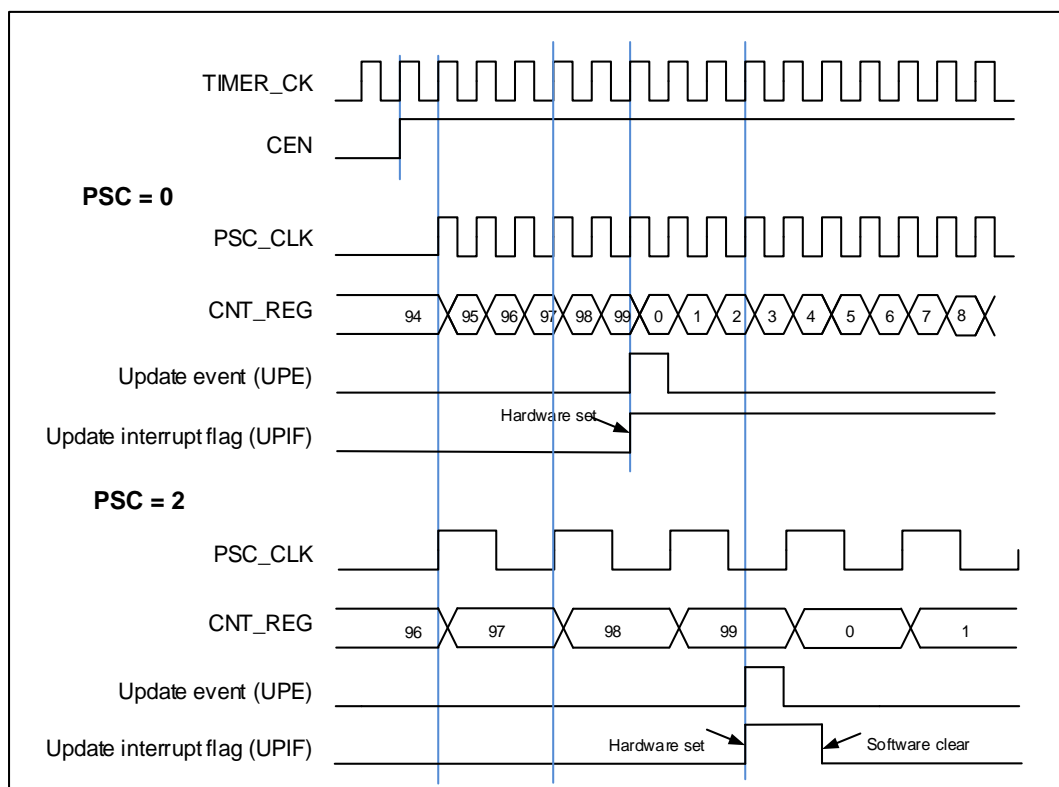 TIMER_CK
CEN
PSC = 0
PSC_CLK
CNT_REG
94 95 96 97 98 99 0 1 2 3 4 5 6 7 8
Update event (UPE)
Hardware set
Update interrupt flag (UPIF)
PSC = 2
PSC_CLK
CNT_REG
96 97 98 99 0 1
Update event (UPE)
Update interrupt flag (UPIF)
Hardware set
Software clear